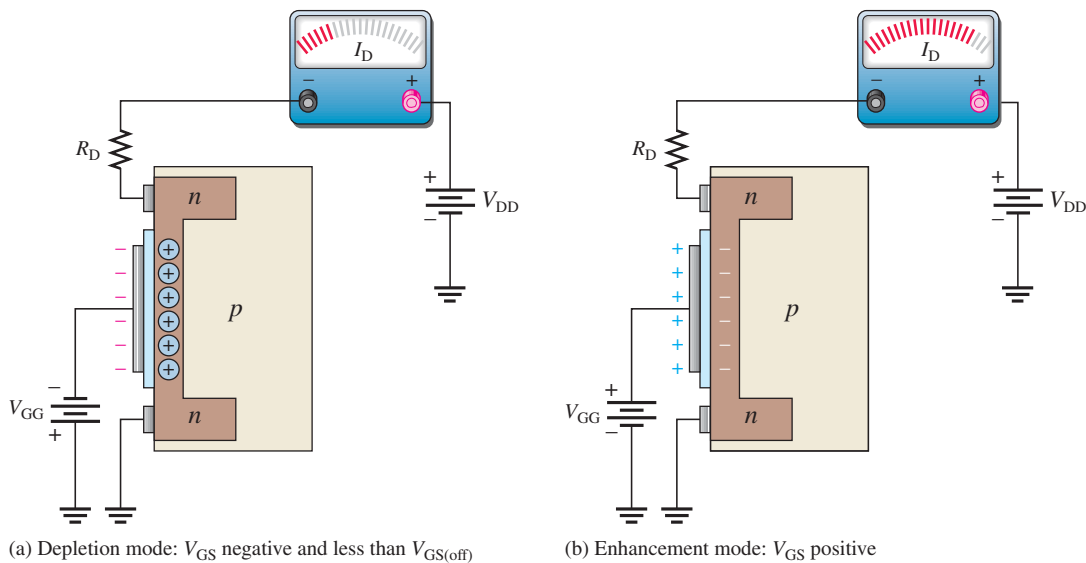 I_D
− +
R_D
n
+
V_DD
−
− +
− +
− +
− +
− +
− +
p
−
V_GG
+
n
(a) Depletion mode: V_GS negative and less than V_GS(off)
I_D
− +
R_D
n
+
V_DD
−
+ −
+ −
+ −
+ −
+ −
+ −
p
+
V_GG
−
n
(b) Enhancement mode: V_GS positive